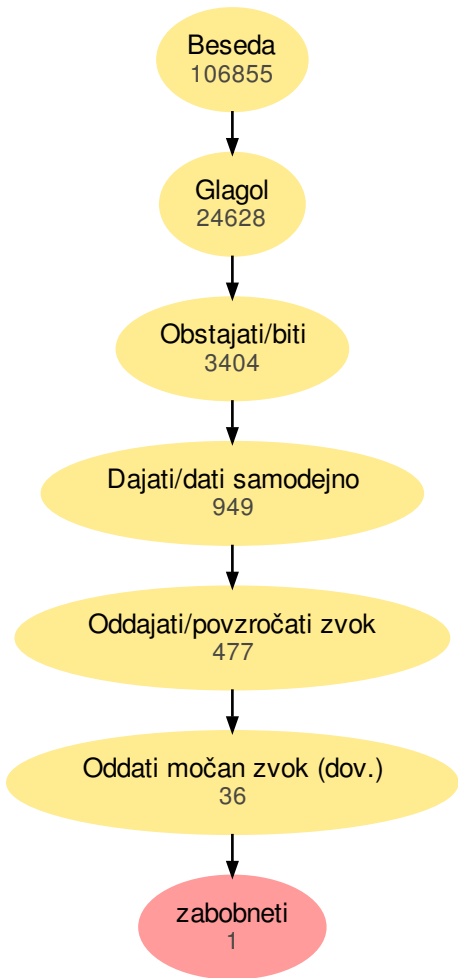 Beseda
106855
Glagol
24628
Obstajati/biti
3404
Dajati/dati samodejno
949
Oddajati/povzročati zvok
477
Oddati močan zvok (dov.)
36
zabobneti
1